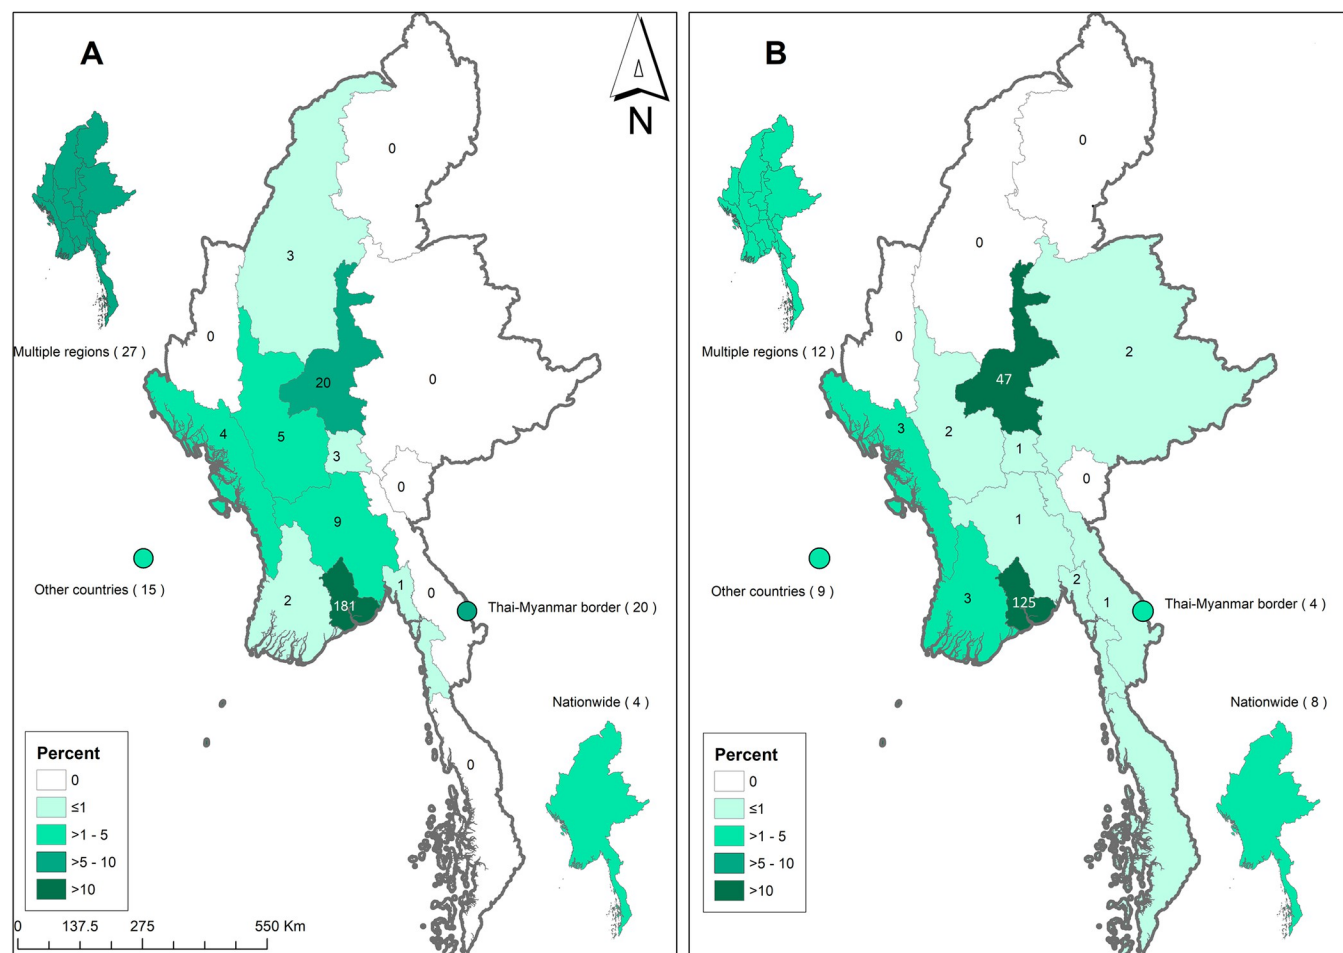 A
N
0
3
Multiple regions ( 27 )
0
20
0
4
5
3
0
9
Other countries ( 15 )
2
181
1
0
Thai-Myanmar border ( 20 )
Nationwide ( 4 )
0
Percent
0
≤1
>1 - 5
>5 - 10
>10
0 137.5 275 550 Km
B
0
0
Multiple regions ( 12 )
0
47
2
3
2
1
0
1
Other countries ( 9 )
3
125
2
1
Thai-Myanmar border ( 4 )
Nationwide ( 8 )
Percent
0
≤1
>1 - 5
>5 - 10
>10